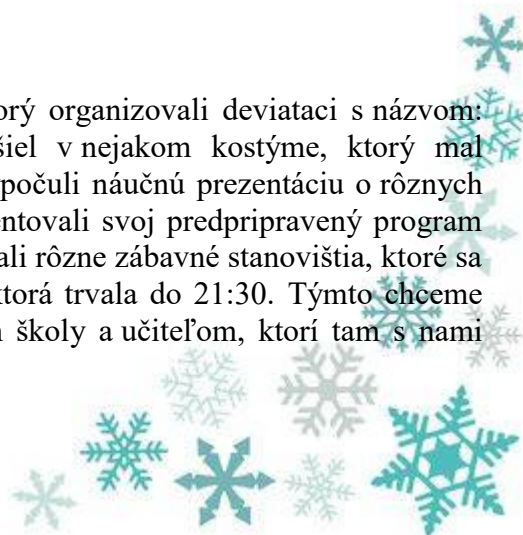 orý organizovali deviataci s názvom:
šiel v nejakom kostýme, ktorý mal
počuli náučnú prezentáciu o rôznych
entovali svoj predpripravený program
ali rôzne zábavné stanovištia, ktoré sa
ktorá trvala do 21:30. Týmto chceme
školy a učiteľom, ktorí tam s nami